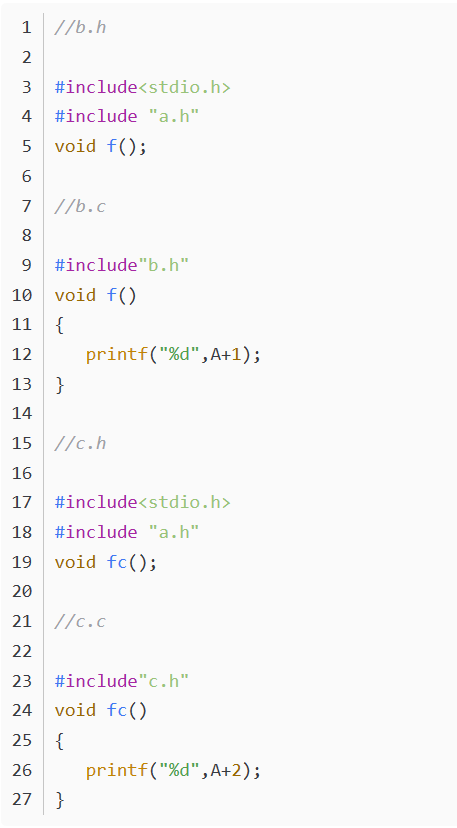 1 //b.h
2
3 #include<stdio.h>
4 #include "a.h"
5 void f();
6
7 //b.c
8
9 #include"b.h"
10 void f()
11 {
12    printf("%d",A+1);
13 }
14
15 //c.h
16
17 #include<stdio.h>
18 #include "a.h"
19 void fc();
20
21 //c.c
22
23 #include"c.h"
24 void fc()
25 {
26    printf("%d",A+2);
27 }